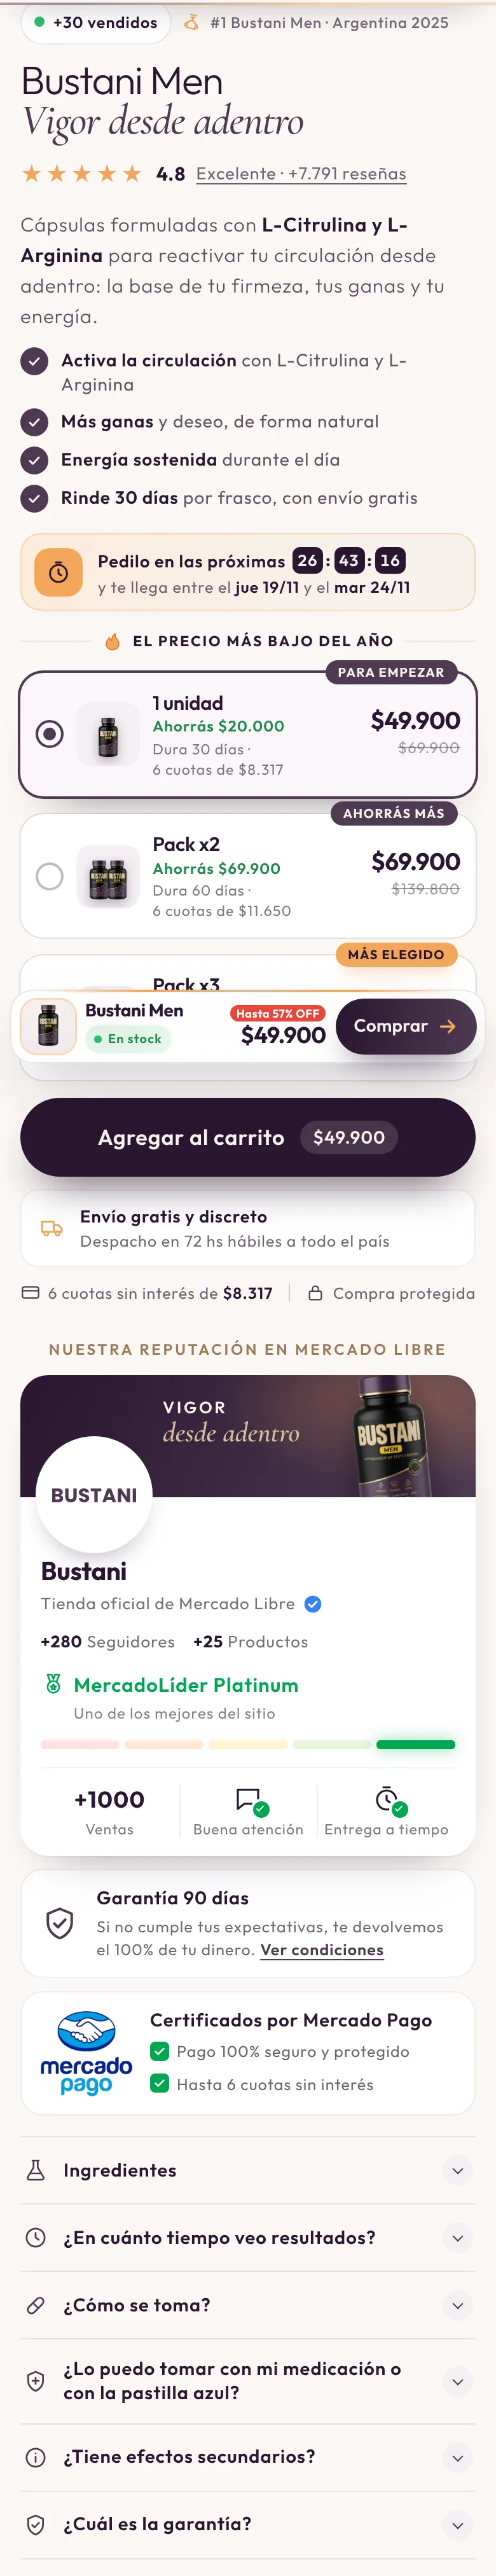 +30 vendidos
#1 Bustani Men · Argentina 2025
Bustani Men
Vigor desde adentro
4.8 Excelente · +7.791 reseñas
Cápsulas formuladas con L-Citrulina y L-
Arginina para reactivar tu circulación desde
adentro: la base de tu firmeza, tus ganas y tu
energía.
Activa la circulación con L-Citrulina y L-
Arginina
Más ganas y deseo, de forma natural
Energía sostenida durante el día
Rinde 30 días por frasco, con envío gratis
Pedilo en las próximas 26 : 43 : 16
y te llega entre el jue 19/11 y el mar 24/11
EL PRECIO MÁS BAJO DEL AÑO
PARA EMPEZAR
1 unidad
Ahorrás $20.000
Dura 30 días ·
6 cuotas de $8.317
$49.900
$69.900
AHORRÁS MÁS
Pack x2
Ahorrás $69.900
Dura 60 días ·
6 cuotas de $11.650
$69.900
$139.800
MÁS ELEGIDO
Pack x3
Bustani Men
En stock
Hasta 57% OFF
$49.900
Comprar
Agregar al carrito $49.900
Envío gratis y discreto
Despacho en 72 hs hábiles a todo el país
6 cuotas sin interés de $8.317
Compra protegida
NUESTRA REPUTACIÓN EN MERCADO LIBRE
VIGOR
desde adentro
BUSTANI
MEN
BUSTANI
Bustani
Tienda oficial de Mercado Libre
+280 Seguidores +25 Productos
MercadoLíder Platinum
Uno de los mejores del sitio
+1000
Ventas
Buena atención
Entrega a tiempo
Garantía 90 días
Si no cumple tus expectativas, te devolvemos
el 100% de tu dinero. Ver condiciones
mercado
pago
Certificados por Mercado Pago
Pago 100% seguro y protegido
Hasta 6 cuotas sin interés
Ingredientes
¿En cuánto tiempo veo resultados?
¿Cómo se toma?
¿Lo puedo tomar con mi medicación o
con la pastilla azul?
¿Tiene efectos secundarios?
¿Cuál es la garantía?